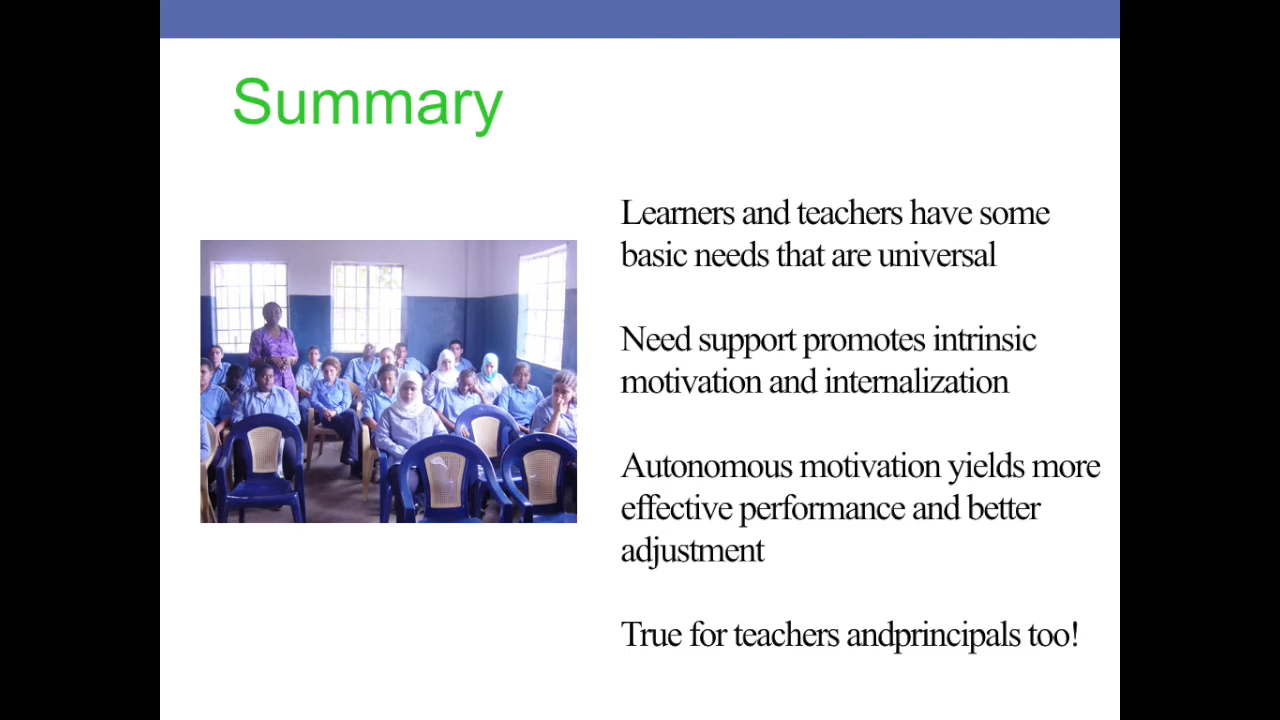 Summary
Learners and teachers have some
basic needs that are universal
Need support promotes intrinsic
motivation and internalization
Autonomous motivation yields more
effective performance and better
adjustment
True for teachers andprincipals too!